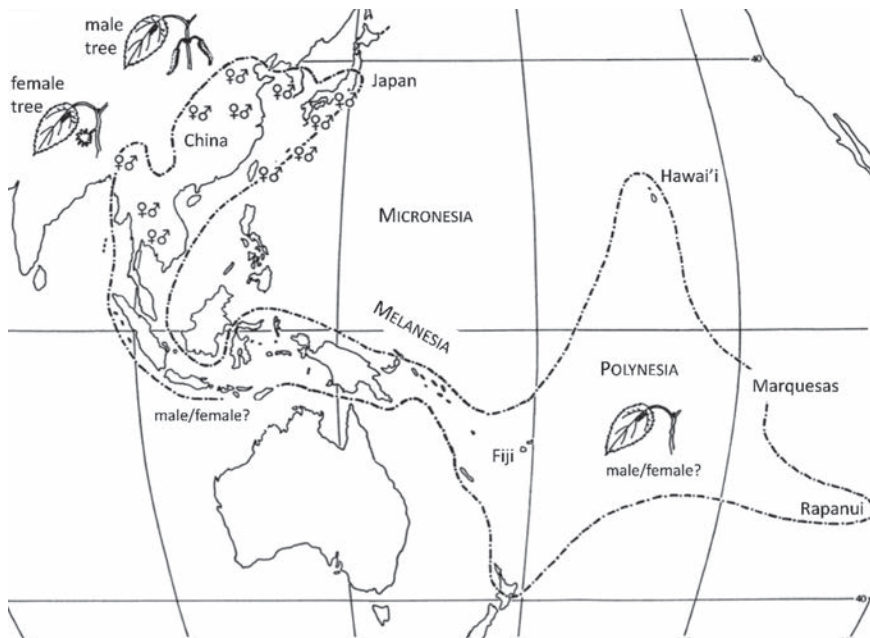 male
tree
female
tree
40
Japan
China
♀♂
♀♂
♀♂
♀♂
♀♂
♀♂
♀♂
♀♂
♀♂
♀♂
♀♂
Hawai'i
MICRONESIA
MELANESIA
POLYNESIA
Marquesas
male/female?
Fiji
male/female?
Rapanui
40
40